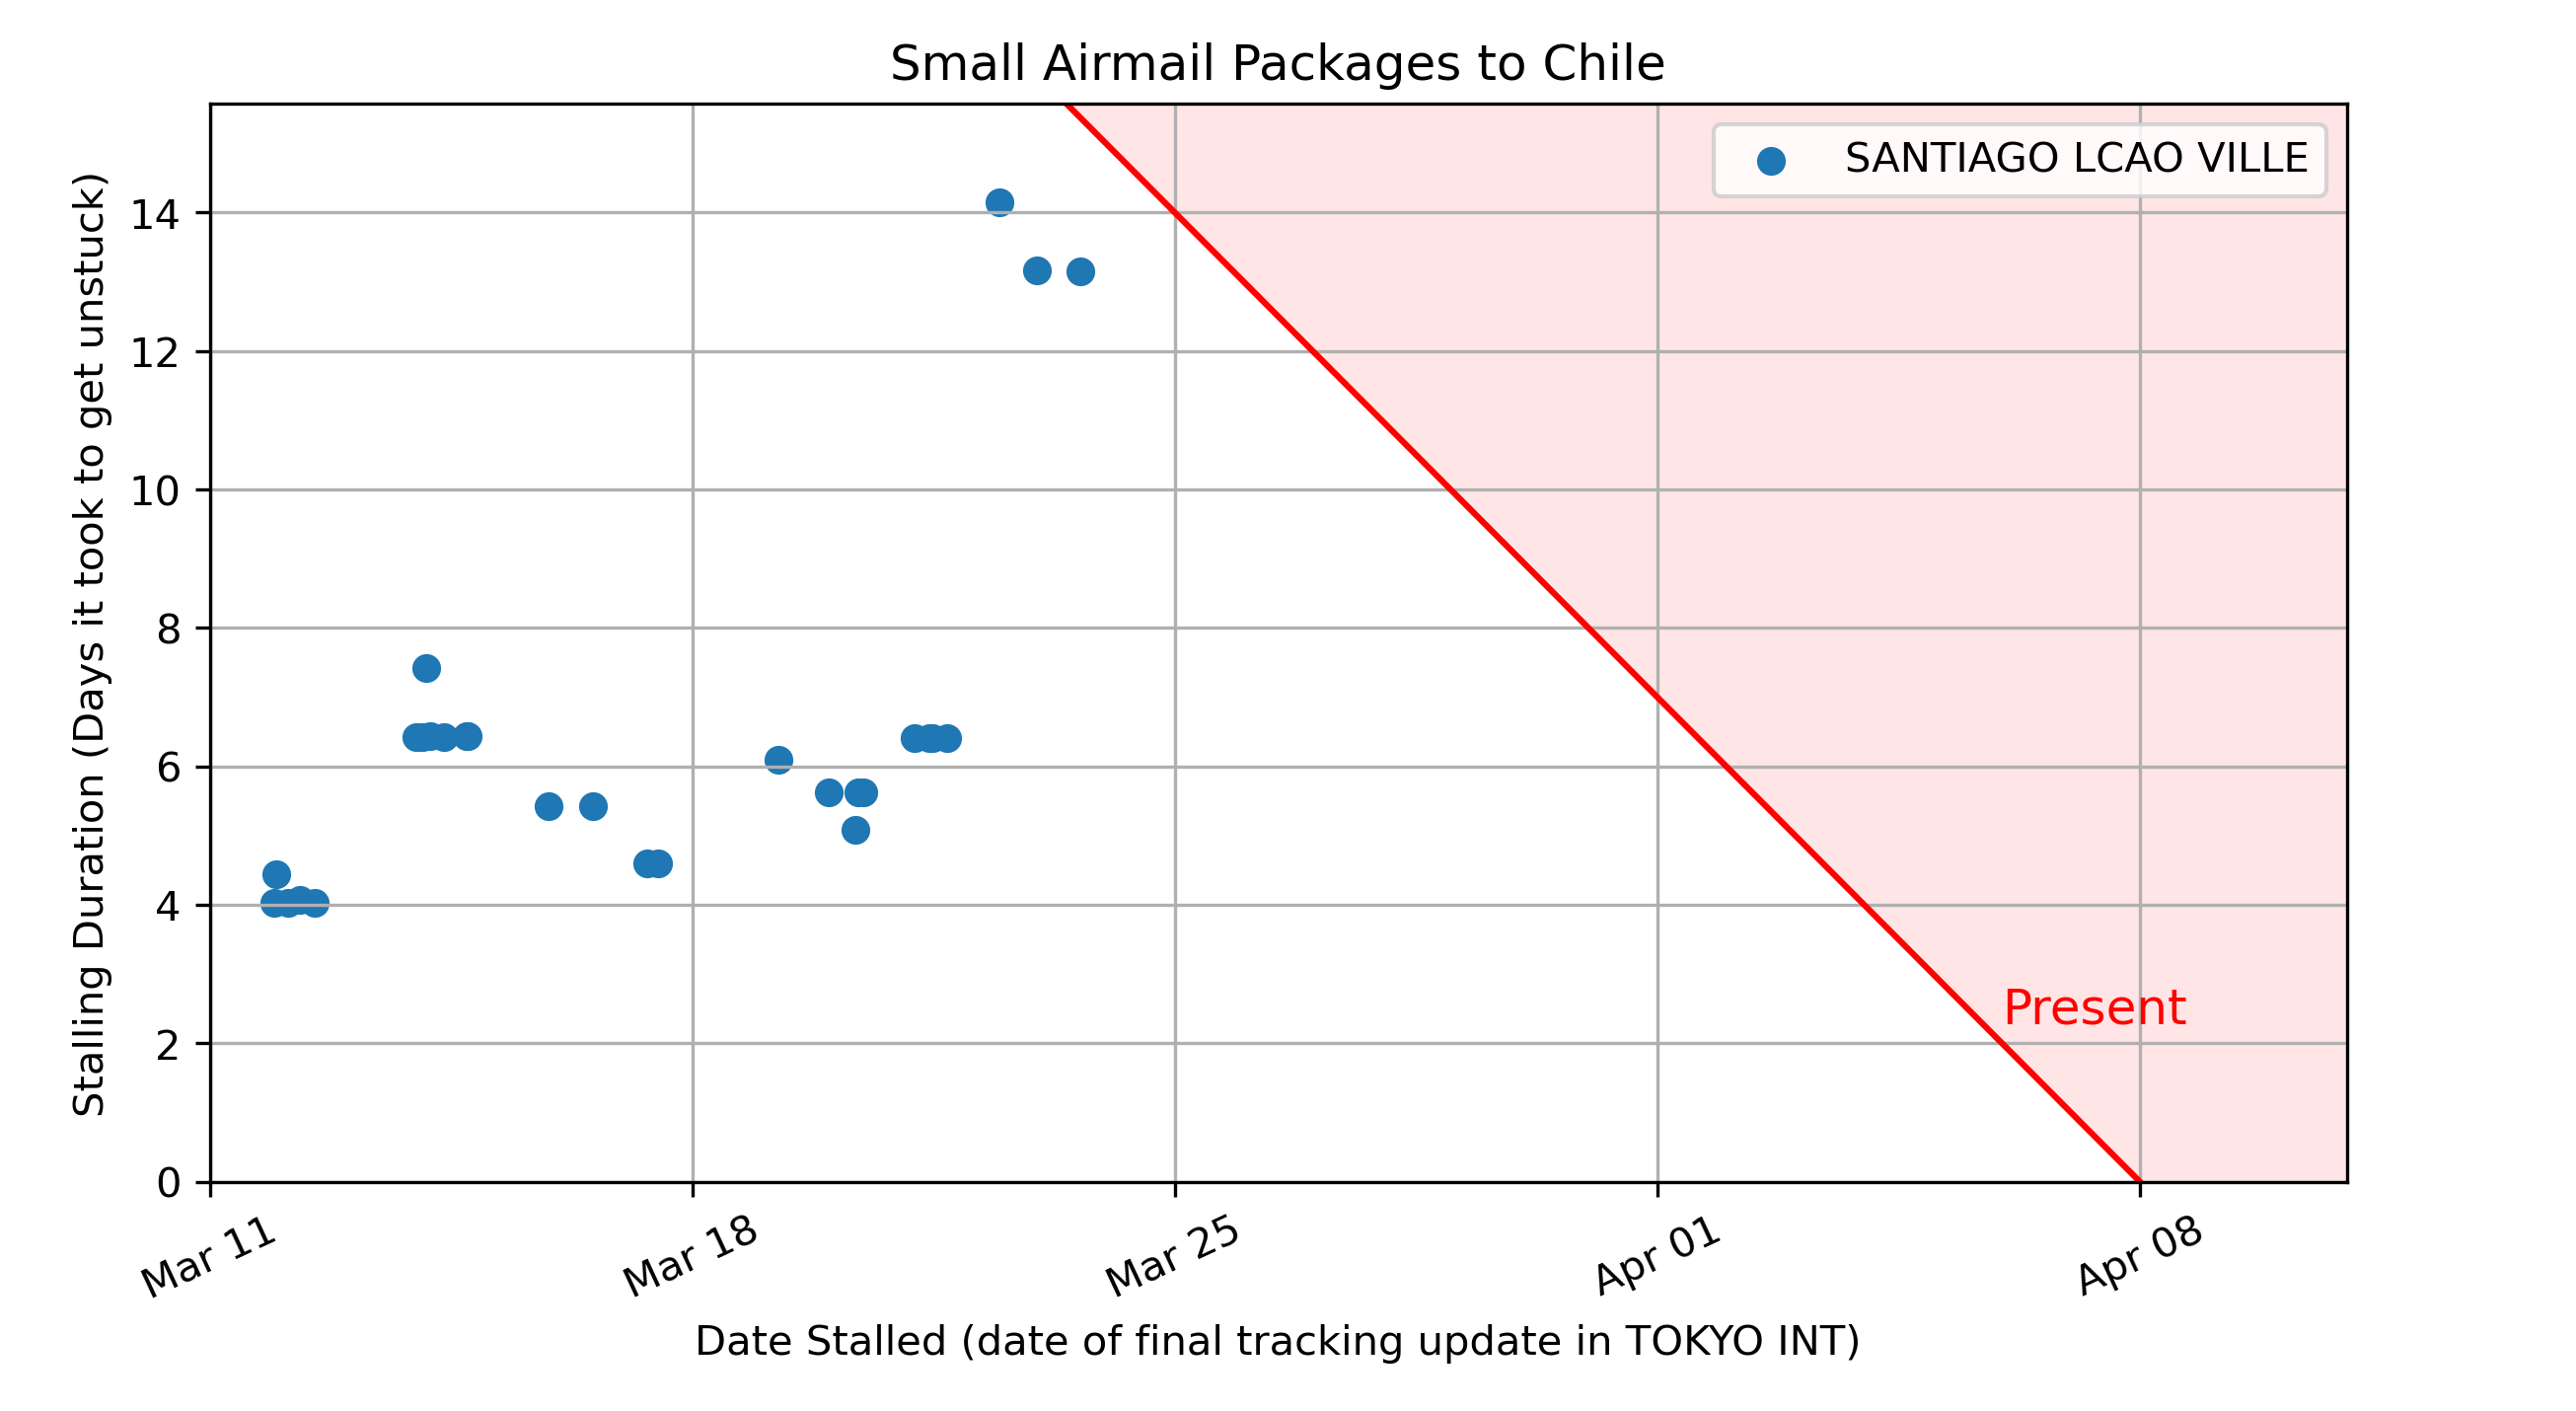 Small Airmail Packages to Chile
SANTIAGO LCAO VILLE
Stalling Duration (Days it took to get unstuck)
14
12
10
8
6
4
2
0
Present
Mar 11
Mar 18
Mar 25
Apr 01
Apr 08
Date Stalled (date of final tracking update in TOKYO INT)